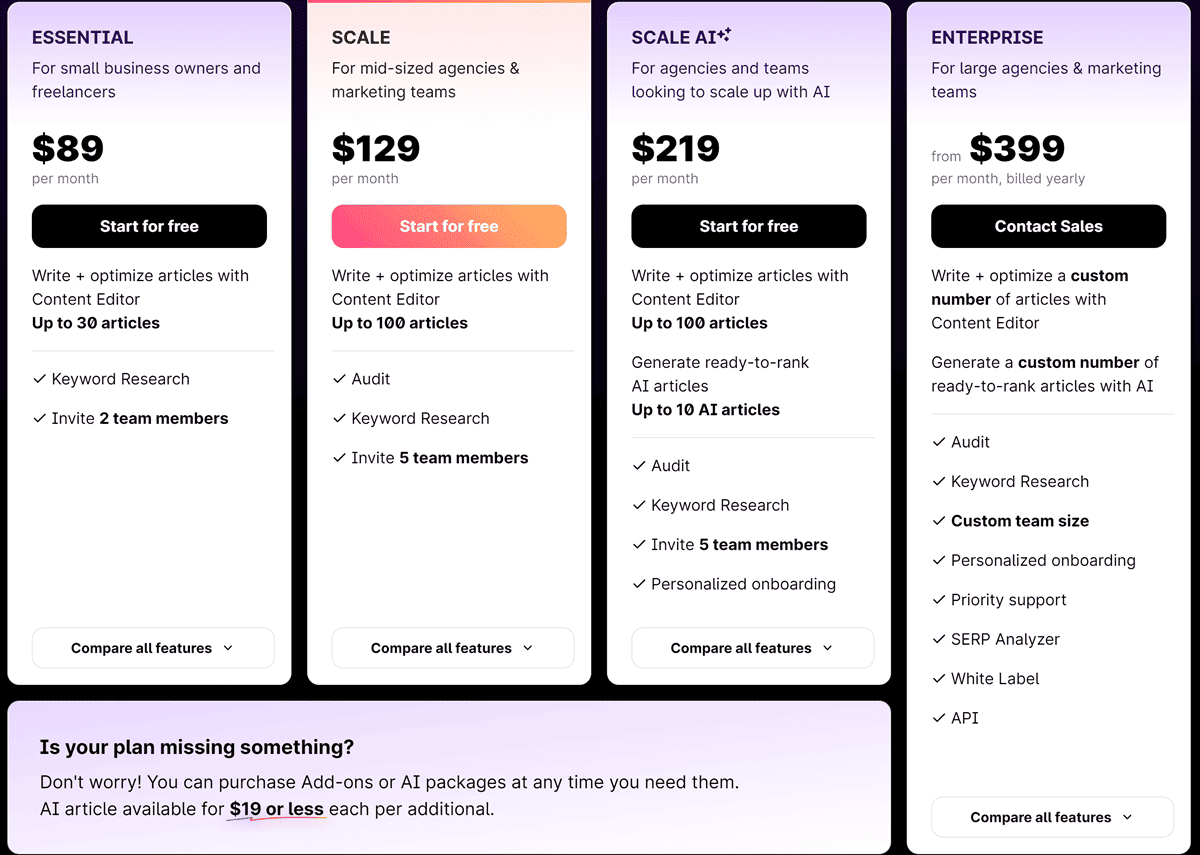 ESSENTIAL
For small business owners and
freelancers
$89
per month
Start for free
Write + optimize articles with
Content Editor
Up to 30 articles
Keyword Research
Invite 2 team members
Compare all features
SCALE
For mid-sized agencies &
marketing teams
$129
per month
Start for free
Write + optimize articles with
Content Editor
Up to 100 articles
Audit
Keyword Research
Invite 5 team members
Compare all features
SCALE AI
For agencies and teams
looking to scale up with AI
$219
per month
Start for free
Write + optimize articles with
Content Editor
Up to 100 articles
Generate ready-to-rank
AI articles
Up to 10 AI articles
Audit
Keyword Research
Invite 5 team members
Personalized onboarding
Compare all features
ENTERPRISE
For large agencies & marketing
teams
from $399
per month, billed yearly
Contact Sales
Write + optimize a custom
number of articles with
Content Editor
Generate a custom number of
ready-to-rank articles with AI
Audit
Keyword Research
Custom team size
Personalized onboarding
Priority support
SERP Analyzer
White Label
API
Compare all features
Is your plan missing something?
Don't worry! You can purchase Add-ons or AI packages at any time you need them.
AI article available for $19 or less each per additional.